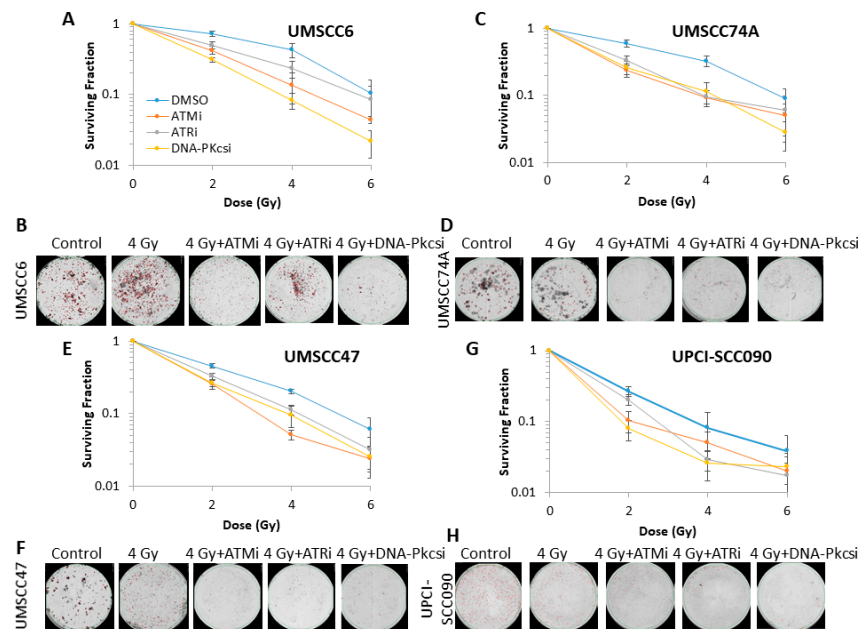 A
UMSCC6
1
0.1
0.01
Surviving Fraction
DMSO
ATMi
ATRi
DNA-PKcsi
0 2 4 6
Dose (Gy)
C
UMSCC74A
1
0.1
0.01
Surviving Fraction
0 2 4 6
Dose (Gy)
B
Control 4 Gy 4 Gy+ATMi 4 Gy+ATRi 4 Gy+DNA-Pkcsi
UMSCC6
D
Control 4 Gy 4 Gy+ATMi 4 Gy+ATRi 4 Gy+DNA-Pkcsi
UMSCC74A
E
UMSCC47
1
0.1
0.01
Surviving Fraction
0 2 4 6
Dose (Gy)
G
UPCI-SCC090
1
0.1
0.01
Surviving Fraction
0 2 4 6
Dose (Gy)
F
Control 4 Gy 4 Gy+ATMi 4 Gy+ATRi 4 Gy+DNA-Pkcsi
UMSCC47
H
Control 4 Gy 4 Gy+ATMi 4 Gy+ATRi 4 Gy+DNA-Pkcsi
UPCI-
SCC090